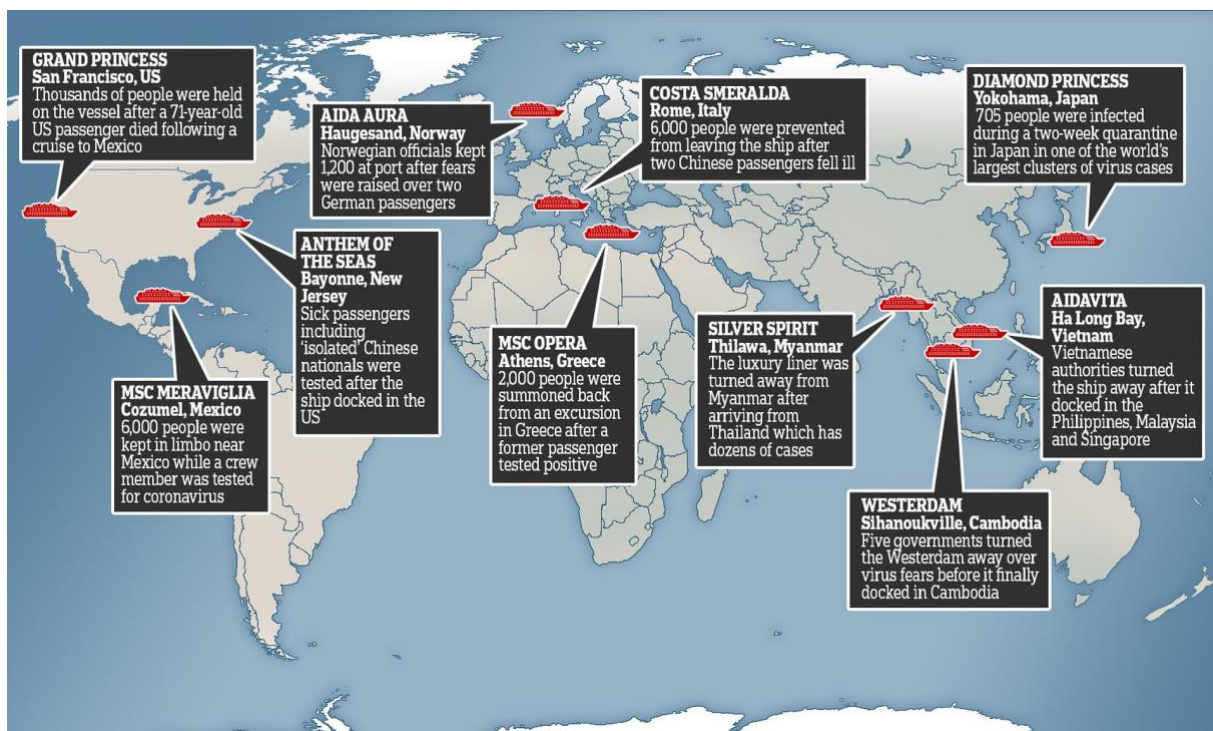 GRAND PRINCESS
San Francisco, US
Thousands of people were held
on the vessel after a 71-year-old
US passenger died following a
cruise to Mexico
AIDA AURA
Haugesand, Norway
Norwegian officials kept
1,200 at port after fears
were raised over two
German passengers
COSTA SMERALDA
Rome, Italy
6,000 people were prevented
from leaving the ship after
two Chinese passengers fell ill
DIAMOND PRINCESS
Yokohama, Japan
705 people were infected
during a two-week quarantine
in Japan in one of the world's
largest clusters of virus cases
ANTHEM OF
THE SEAS
Bayonne, New
Jersey
Sick passengers
including
'isolated' Chinese
nationals were
tested after the
ship docked in the
US
MSC MERAVIGLIA
Cozumel, Mexico
6,000 people were
kept in limbo near
Mexico while a crew
member was tested
for coronavirus
MSC OPERA
Athens, Greece
2,000 people were
summoned back
from an excursion
in Greece after a
former passenger
tested positive
SILVER SPIRIT
Thilawa, Myanmar
The luxury liner was
turned away from
Myanmar after
arriving from
Thailand which has
dozens of cases
AIDAVITA
Ha Long Bay,
Vietnam
Vietnamese
authorities turned
the ship away after it
docked in the
Philippines, Malaysia
and Singapore
WESTERDAM
Sihanoukville, Cambodia
Five governments turned
the Westerdam away over
virus fears before it finally
docked in Cambodia